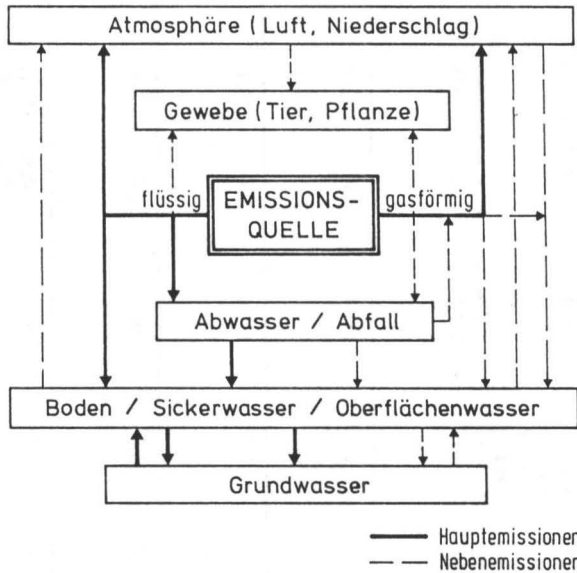 Atmosphäre (Luft, Niederschlag)
Gewebe (Tier, Pflanze)
flüssig
EMISSIONS-
QUELLE
gasförmig
Abwasser / Abfall
Boden / Sickerwasser / Oberflächenwasser
Grundwasser
Hauptemissionen
Nebenemissionen